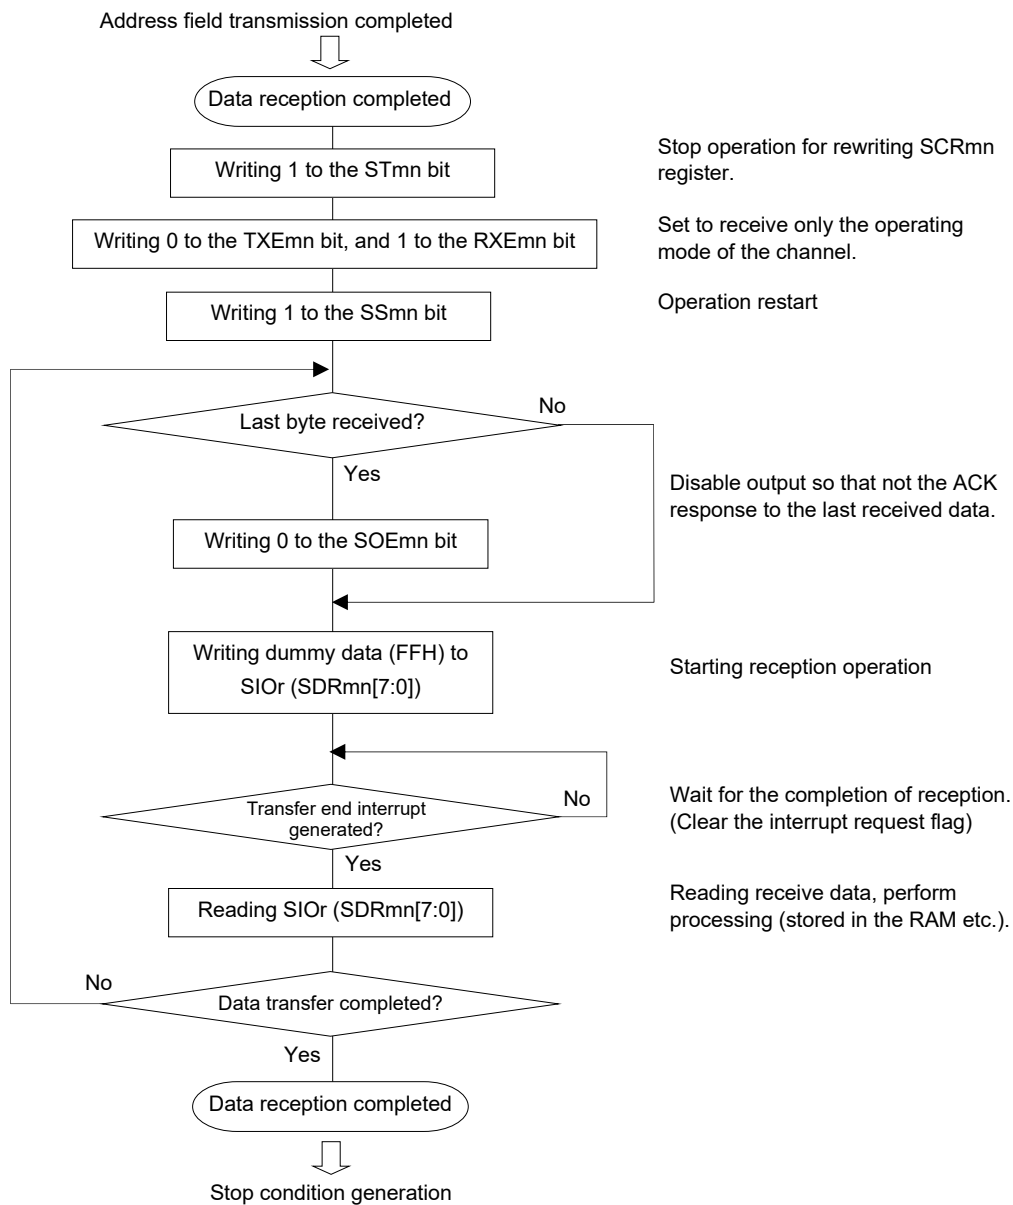 Address field transmission completed
Data reception completed
Writing 1 to the STmn bit
Stop operation for rewriting SCRmn
register.
Writing 0 to the TXEmn bit, and 1 to the RXEmn bit
Set to receive only the operating
mode of the channel.
Writing 1 to the SSmn bit
Operation restart
Last byte received?
No
Yes
Disable output so that not the ACK
response to the last received data.
Writing 0 to the SOEmn bit
Writing dummy data (FFH) to
SIOr (SDRmn[7:0])
Starting reception operation
Transfer end interrupt
generated?
No
Wait for the completion of reception.
(Clear the interrupt request flag)
Yes
Reading SIOr (SDRmn[7:0])
Reading receive data, perform
processing (stored in the RAM etc.).
No
Data transfer completed?
Yes
Data reception completed
Stop condition generation